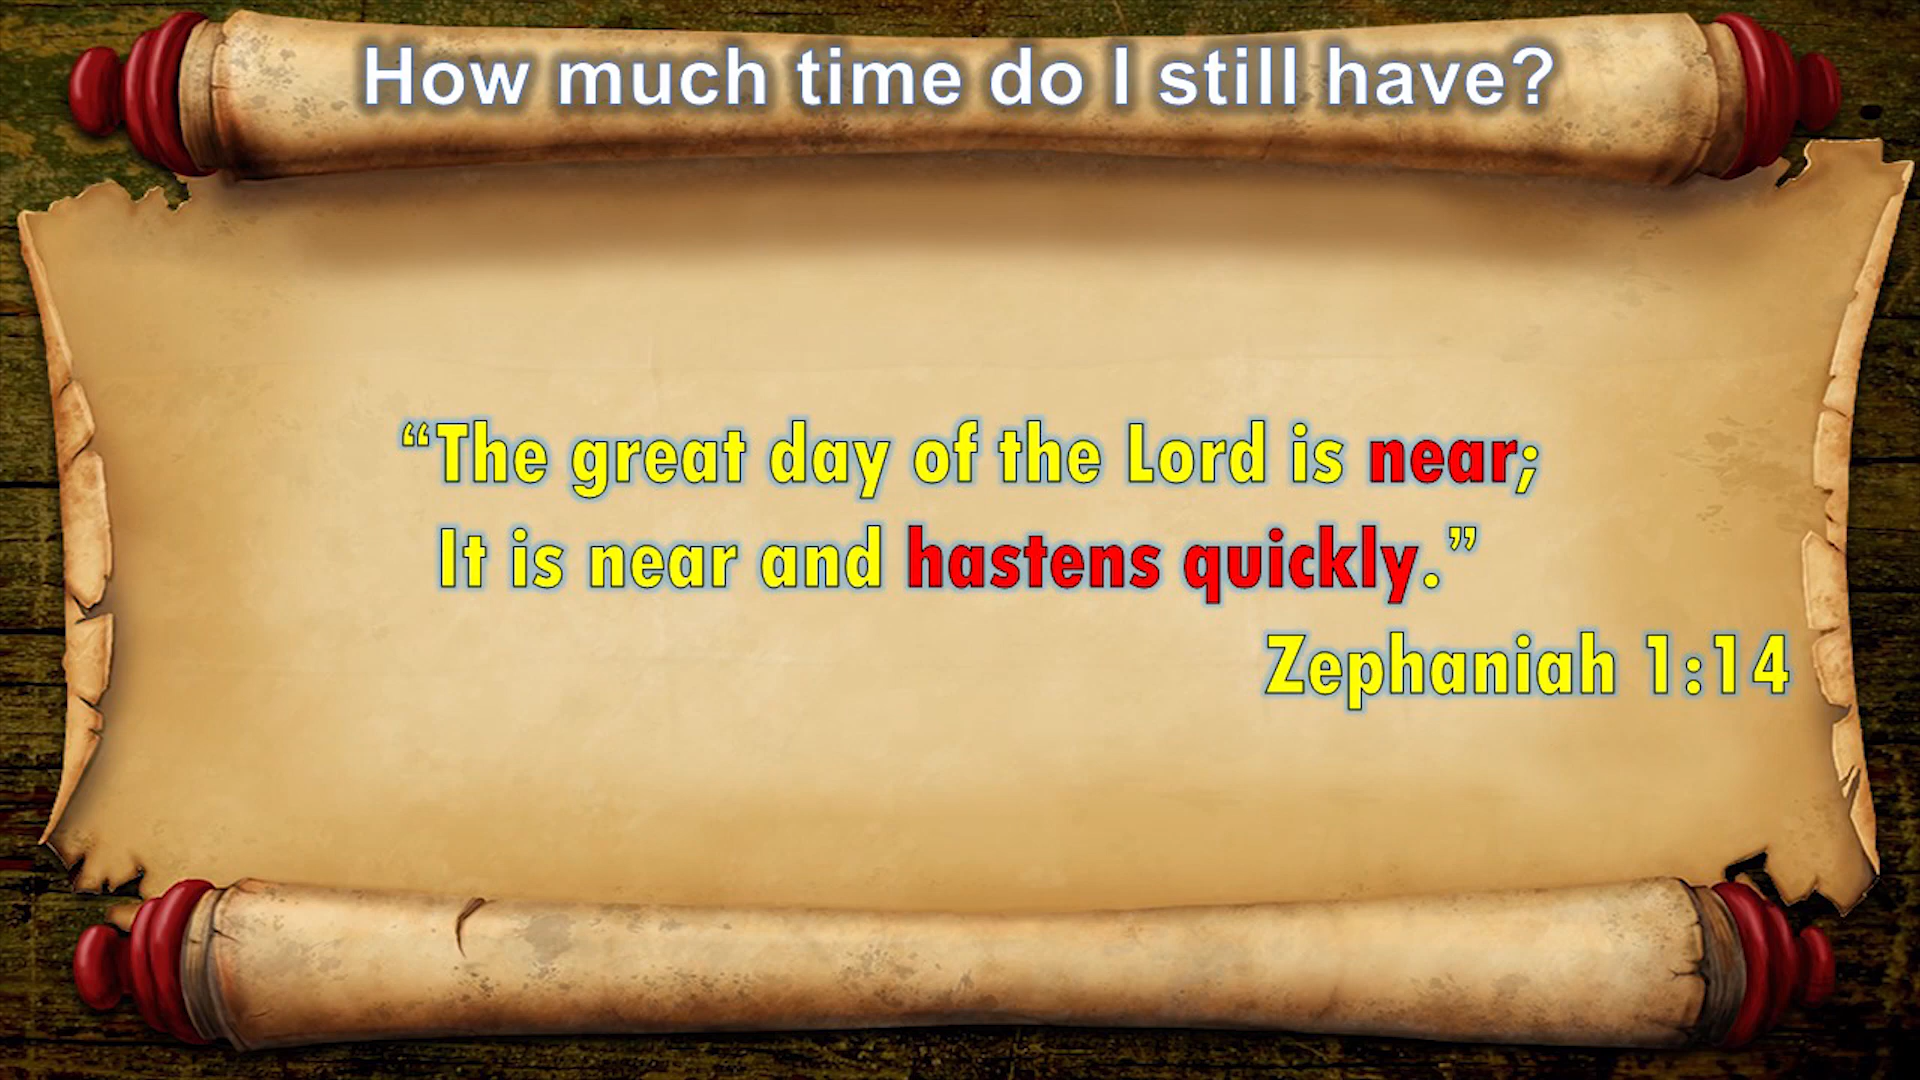 How much time do I still have?
“The great day of the Lord is near;
It is near and hastens quickly.”
Zephaniah 1:14